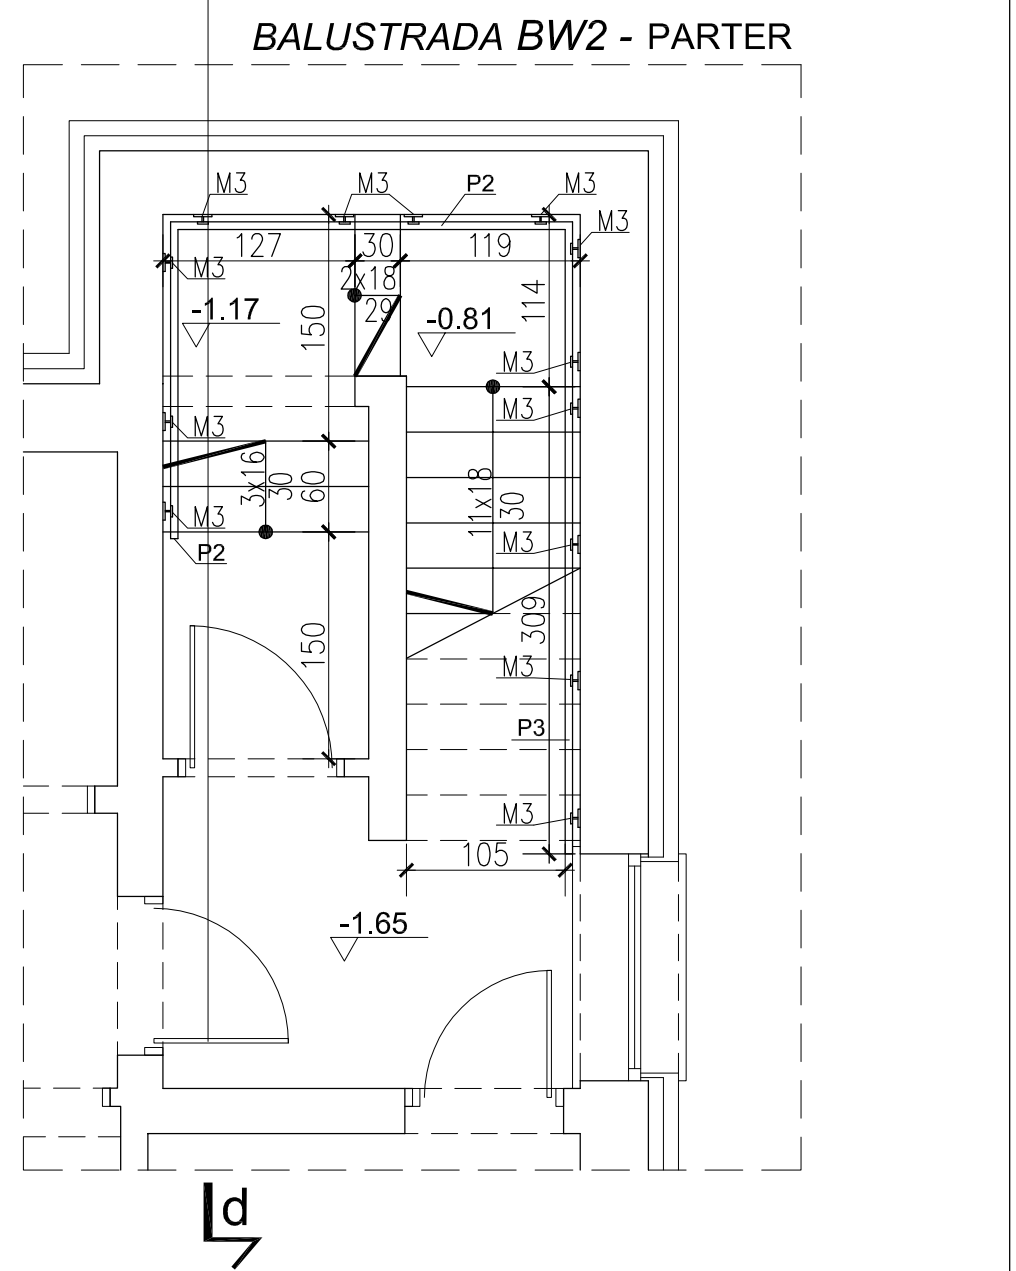 BALUSTRADA BW2 - PARTER
M3 M3 P2 M3
M3
127 30 119
M3
2x18
29
114
-1.17
150
-0.81
M3
M3
M3
3x16
30
60
11x18
30
M3
M3
P2
309
150
M3
P3
M3
105
-1.65
d